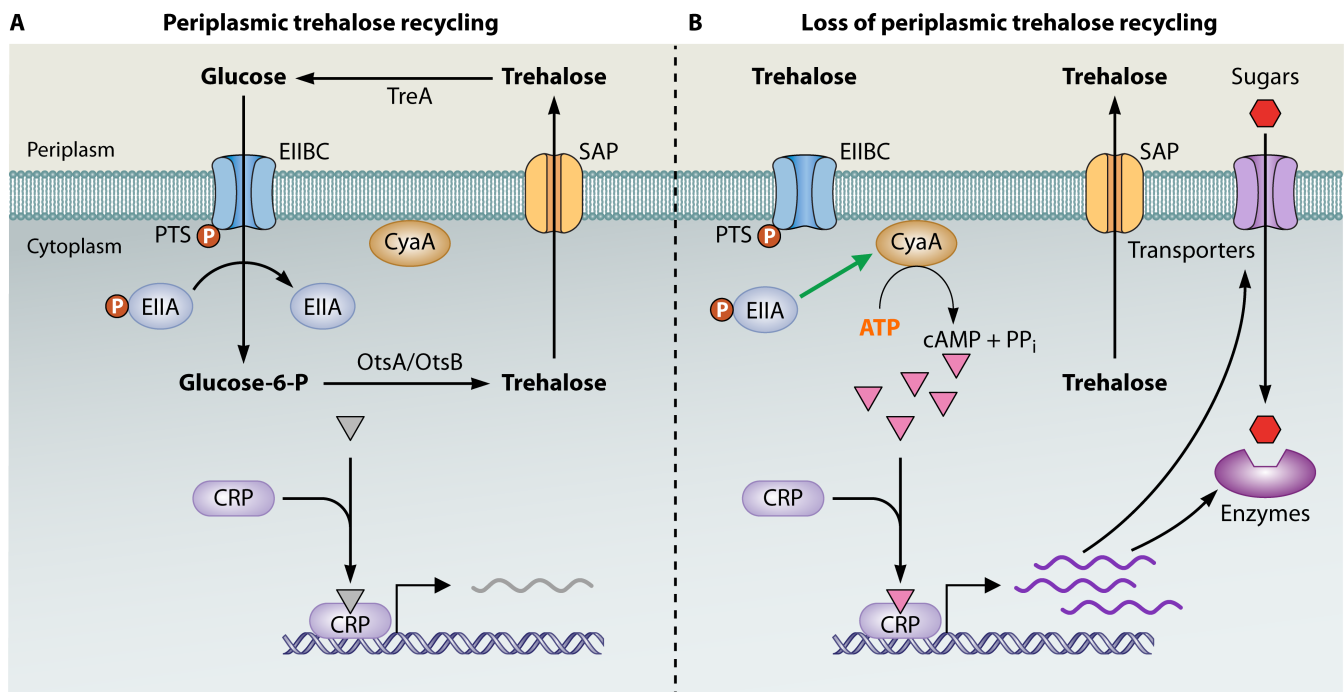 A Periplasmic trehalose recycling
Glucose
Trehalose
TreA
Periplasm
EIIBC
SAP
PTS
P
Cytoplasm
CyaA
P
EIIA
EIIA
OtsA/OtsB
Glucose-6-P
Trehalose
CRP
CRP
B Loss of periplasmic trehalose recycling
Trehalose
Trehalose
Sugars
EIIBC
SAP
PTS
P
CyaA
Transporters
P
EIIA
ATP
cAMP + PPi
Trehalose
CRP
Enzymes
CRP